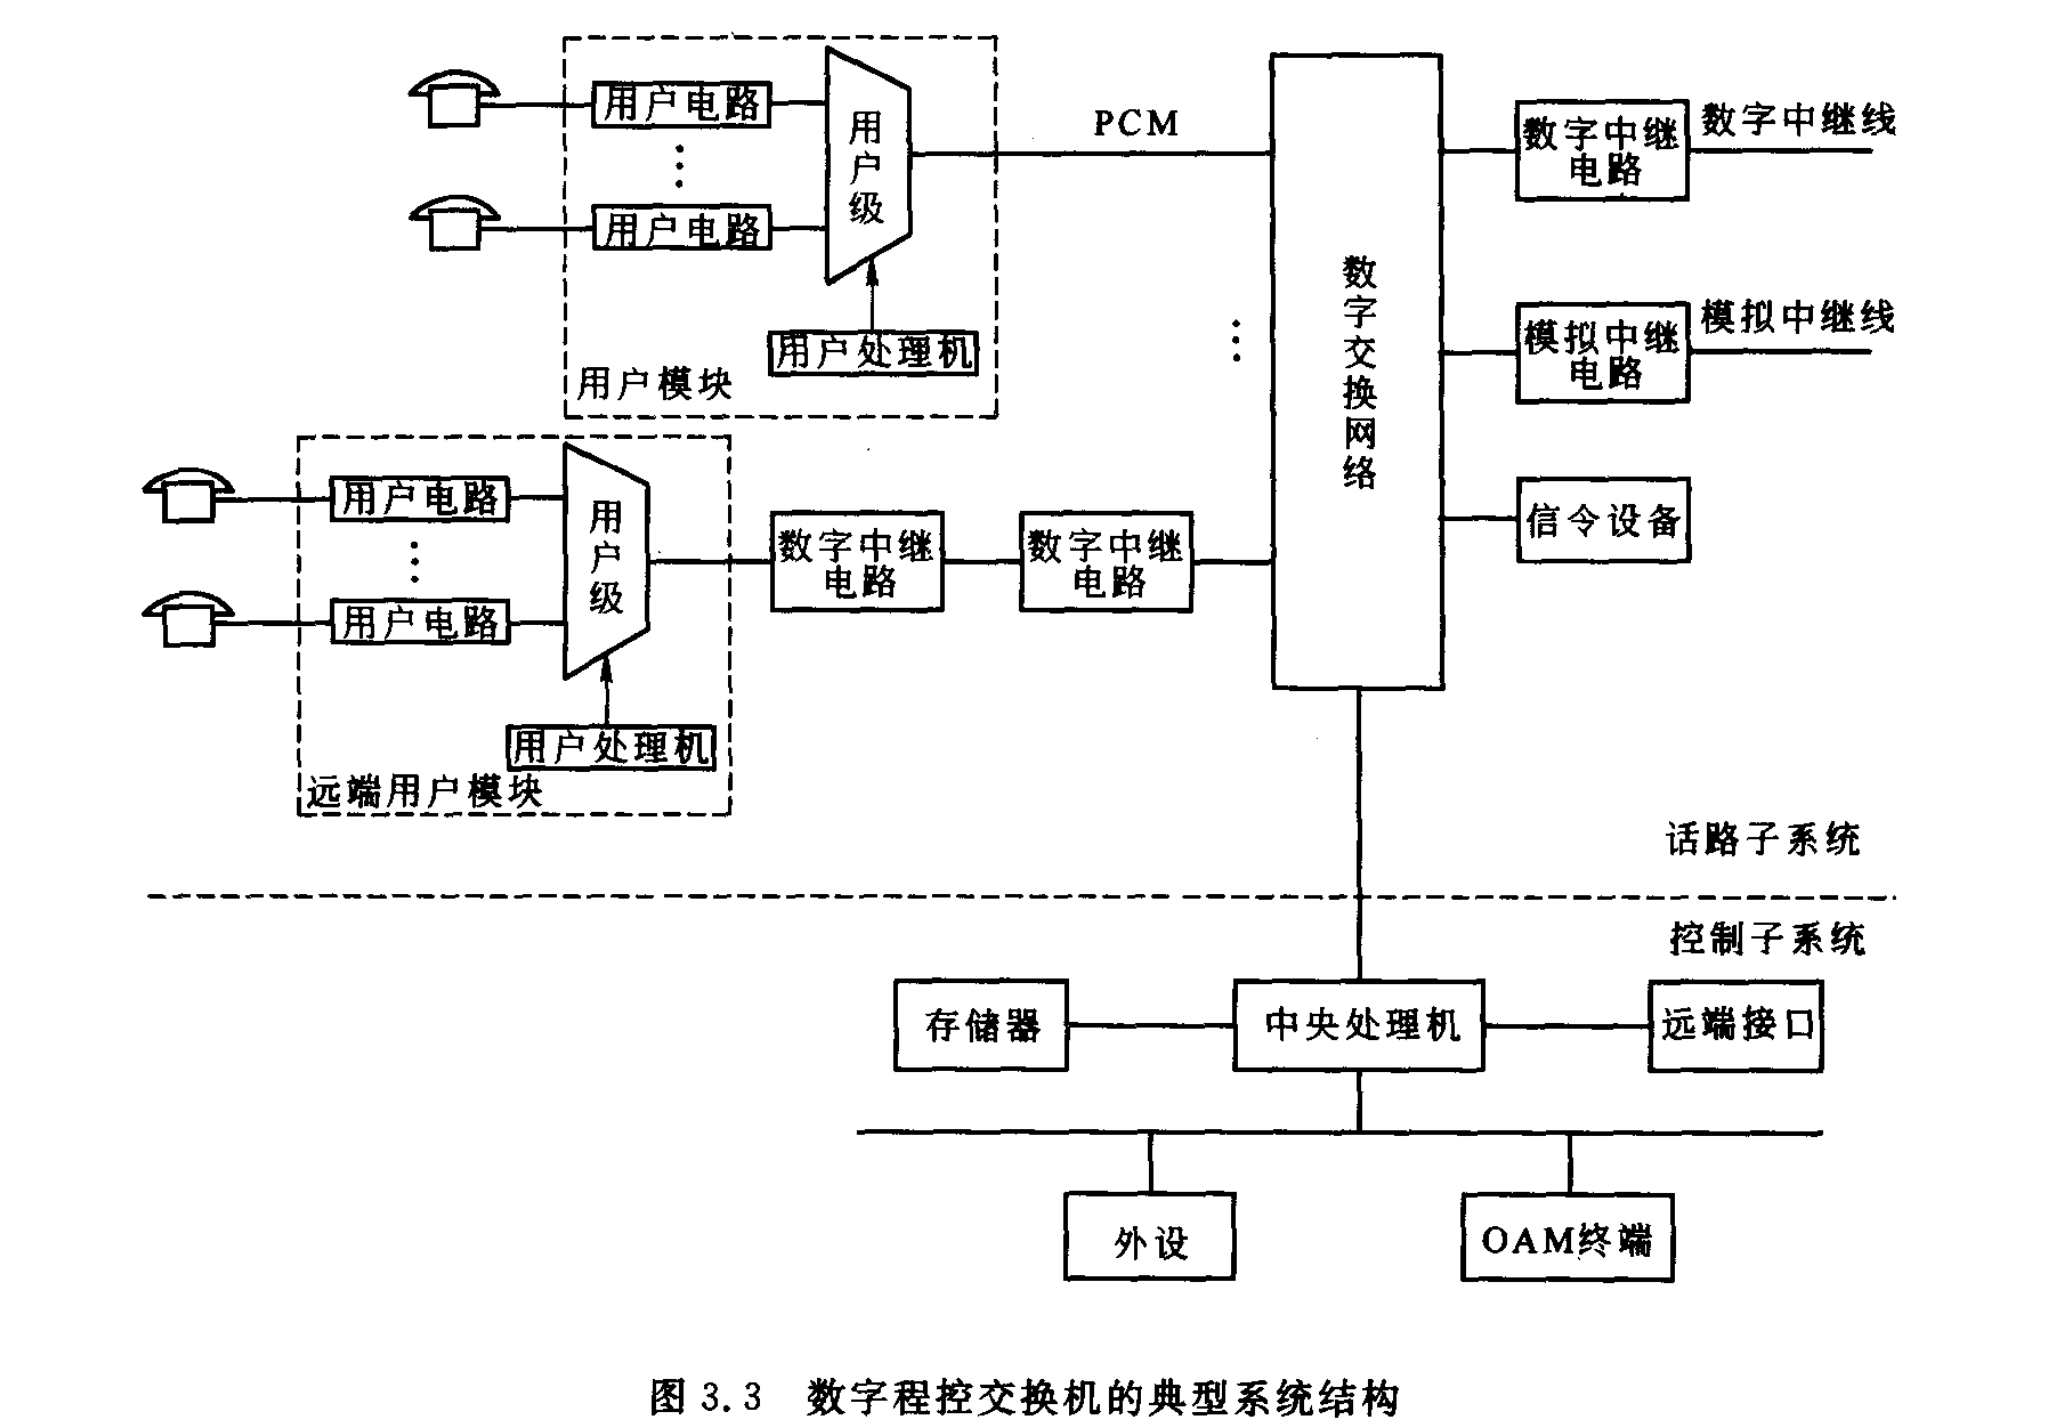 用户电路
用户电路
用户级
用户处理机
用户模块
PCM
数字交换网络
数字中继
电路
数字中继线
模拟中继
电路
模拟中继线
信令设备
用户电路
用户电路
用户级
用户处理机
远端用户模块
数字中继
电路
数字中继
电路
话路子系统
控制子系统
存储器
中央处理机
远端接口
外设
OAM终端
图 3.3 数字程控交换机的典型系统结构